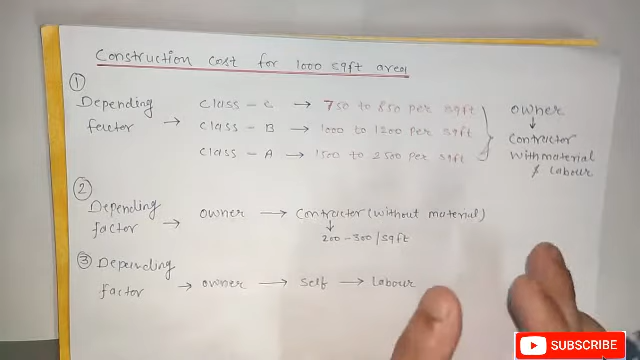 Construction cost for 1000 sqft area
①
Depending factor → class - C → 750 to 850 per sqft
class - B → 1000 to 1200 per sqft
class - A → 1500 to 2500 per sqft
owner
↓
contractor
with material
& labour
②
Depending factor → owner → contractor (without material)
↓
200 - 300 / sqft
③ Depending factor → owner → self → labour
SUBSCRIBE